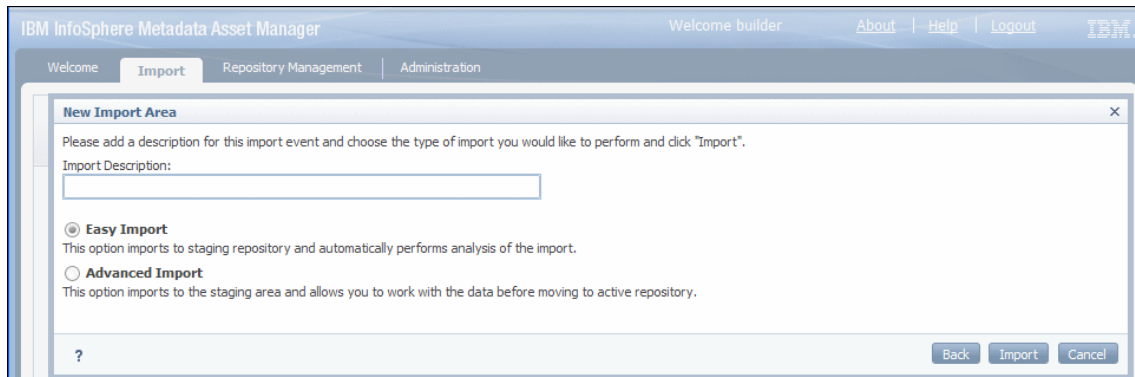 IBM InfoSphere Metadata Asset Manager Welcome builder About | Help | Logout IBM.
Welcome Import Repository Management Administration
New Import Area
Please add a description for this import event and choose the type of import you would like to perform and click "Import".
Import Description:
Easy Import
This option imports to staging repository and automatically performs analysis of the import.
Advanced Import
This option imports to the staging area and allows you to work with the data before moving to active repository.
? Back Import Cancel